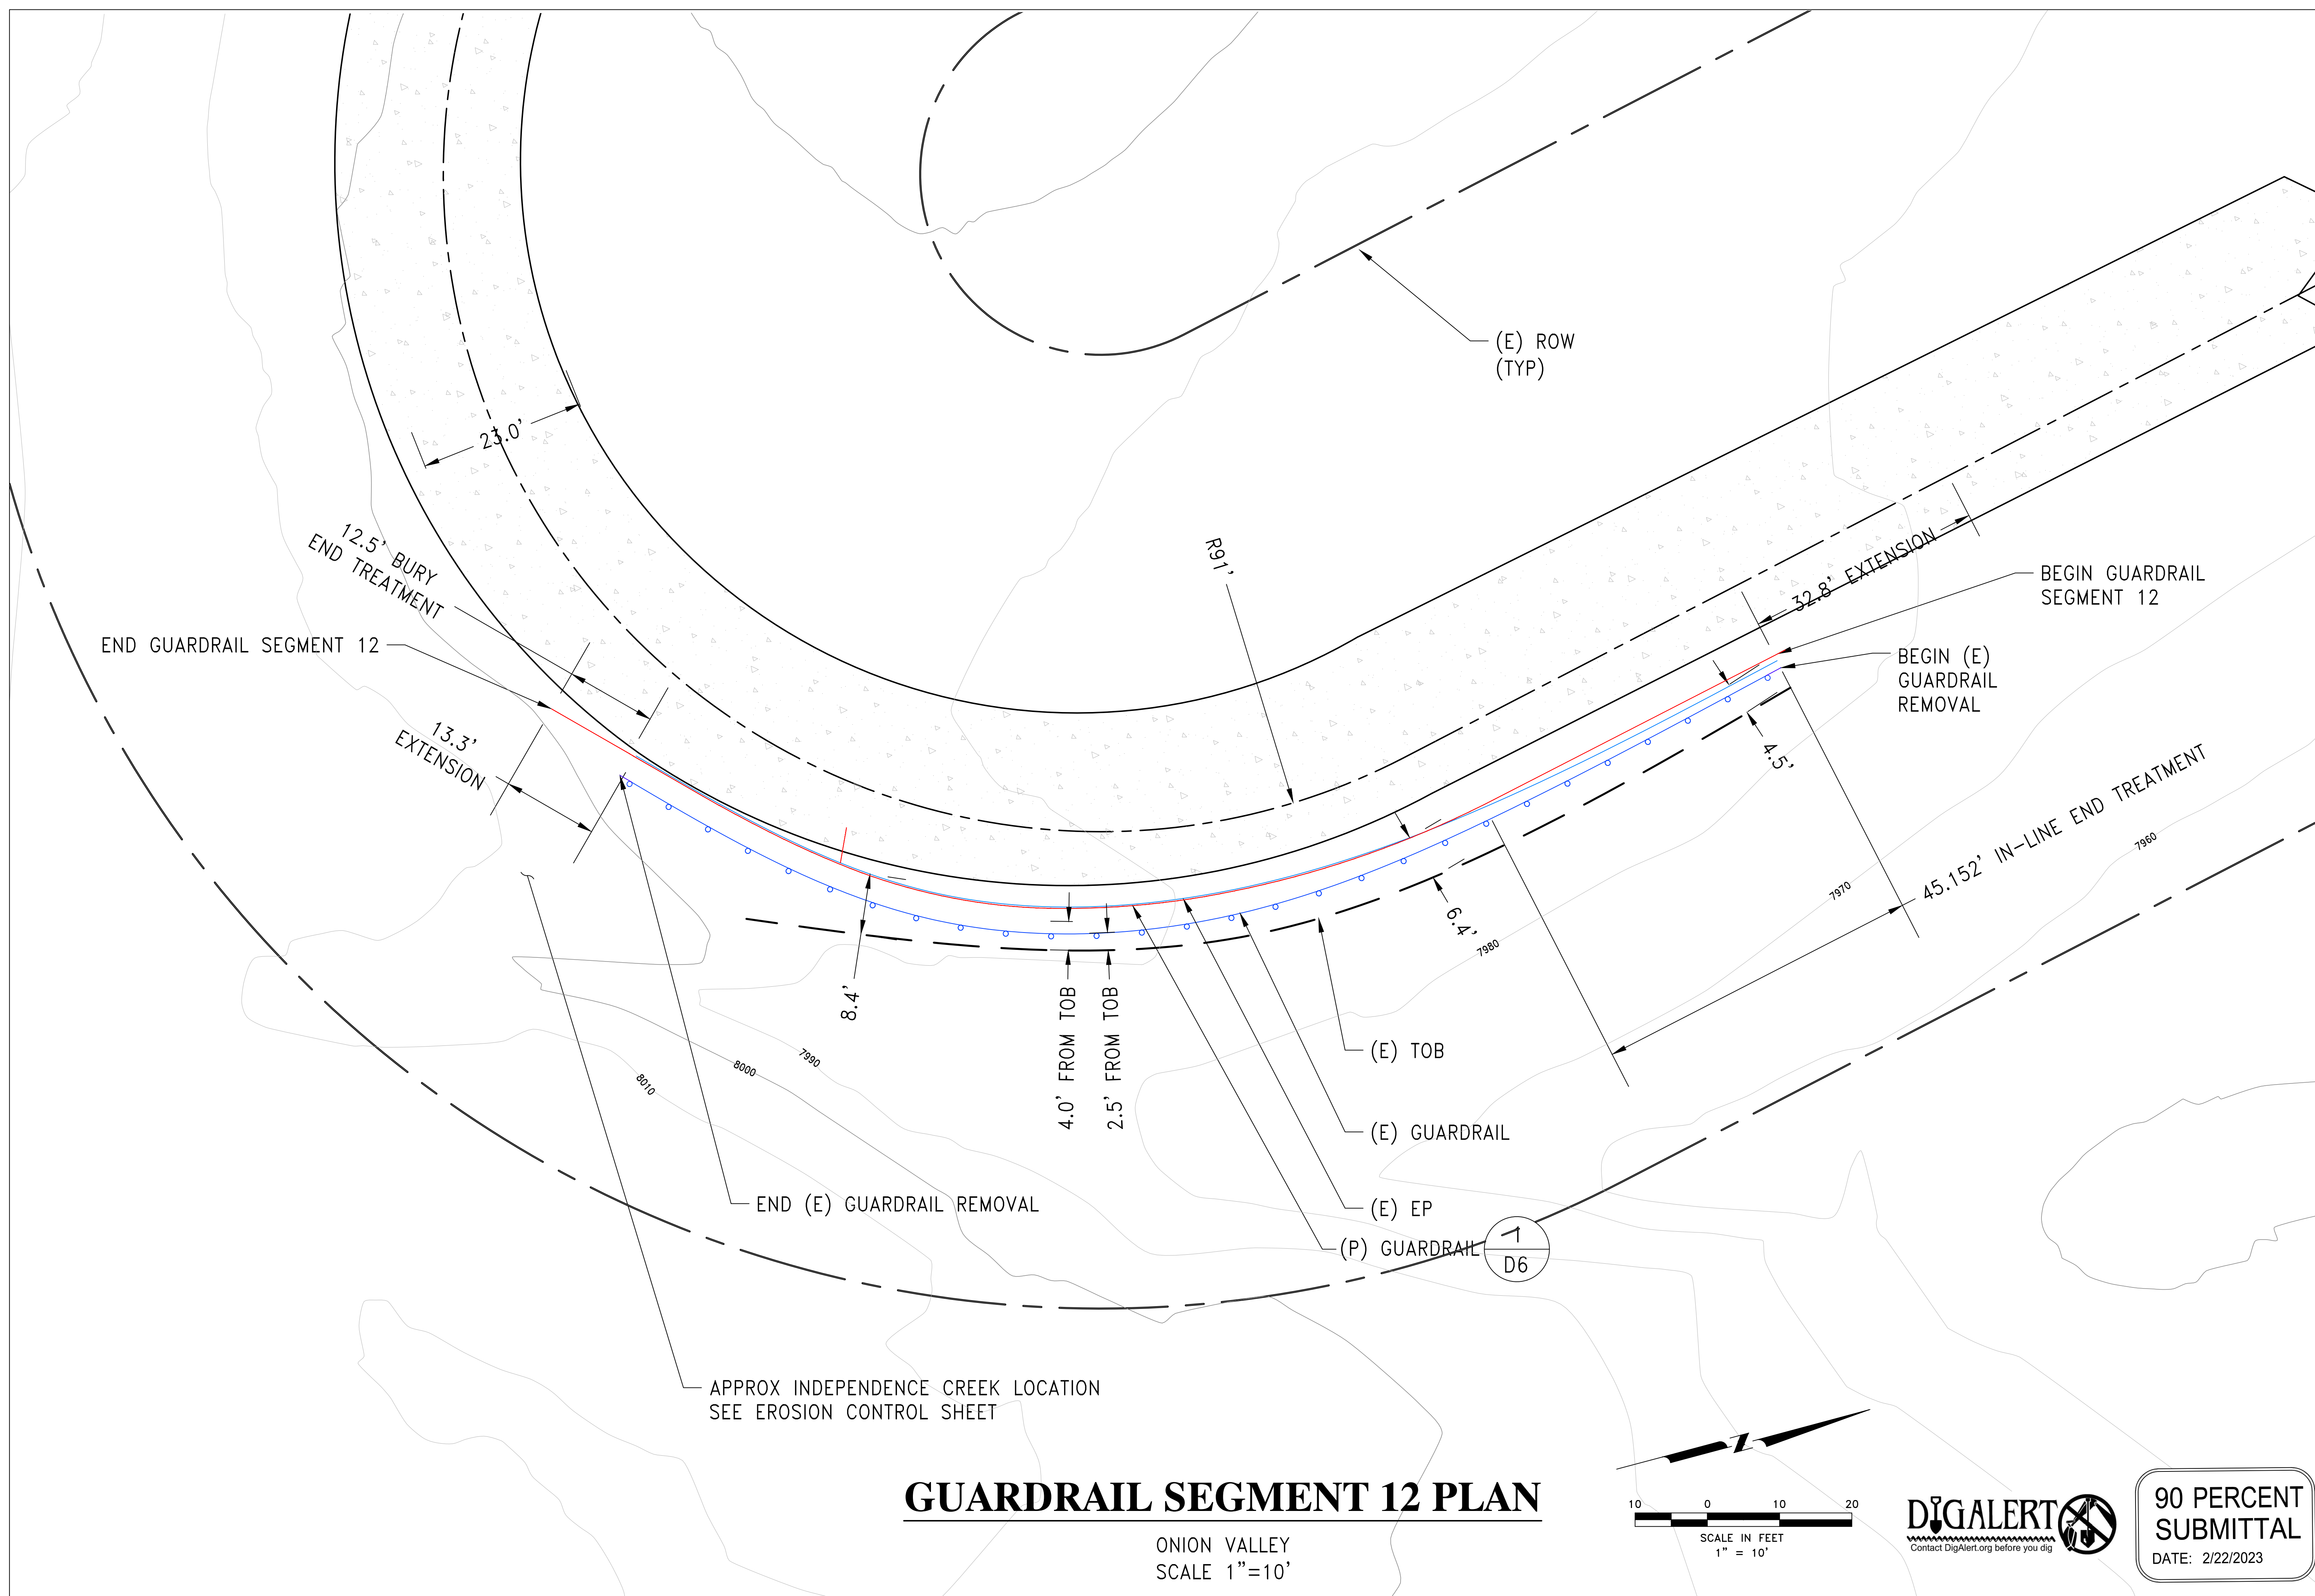 (E) ROW
(TYP)
23.0'
12.5' BURY
END TREATMENT
R91'
32.8' EXTENSION
BEGIN GUARDRAIL
SEGMENT 12
END GUARDRAIL SEGMENT 12
BEGIN (E)
GUARDRAIL
REMOVAL
13.3'
EXTENSION
4.5'
45.152' IN-LINE END TREATMENT
7960
7970
6.4'
7980
8.4'
4.0' FROM TOB
2.5' FROM TOB
(E) TOB
7990
8000
8010
(E) GUARDRAIL
END (E) GUARDRAIL REMOVAL
(E) EP
(P) GUARDRAIL
1
D6
APPROX INDEPENDENCE CREEK LOCATION
SEE EROSION CONTROL SHEET
Z
GUARDRAIL SEGMENT 12 PLAN
ONION VALLEY
SCALE 1"=10'
10 0 10 20
SCALE IN FEET
1" = 10'
DIGALERT
Contact DigAlert.org before you dig
90 PERCENT
SUBMITTAL
DATE: 2/22/2023